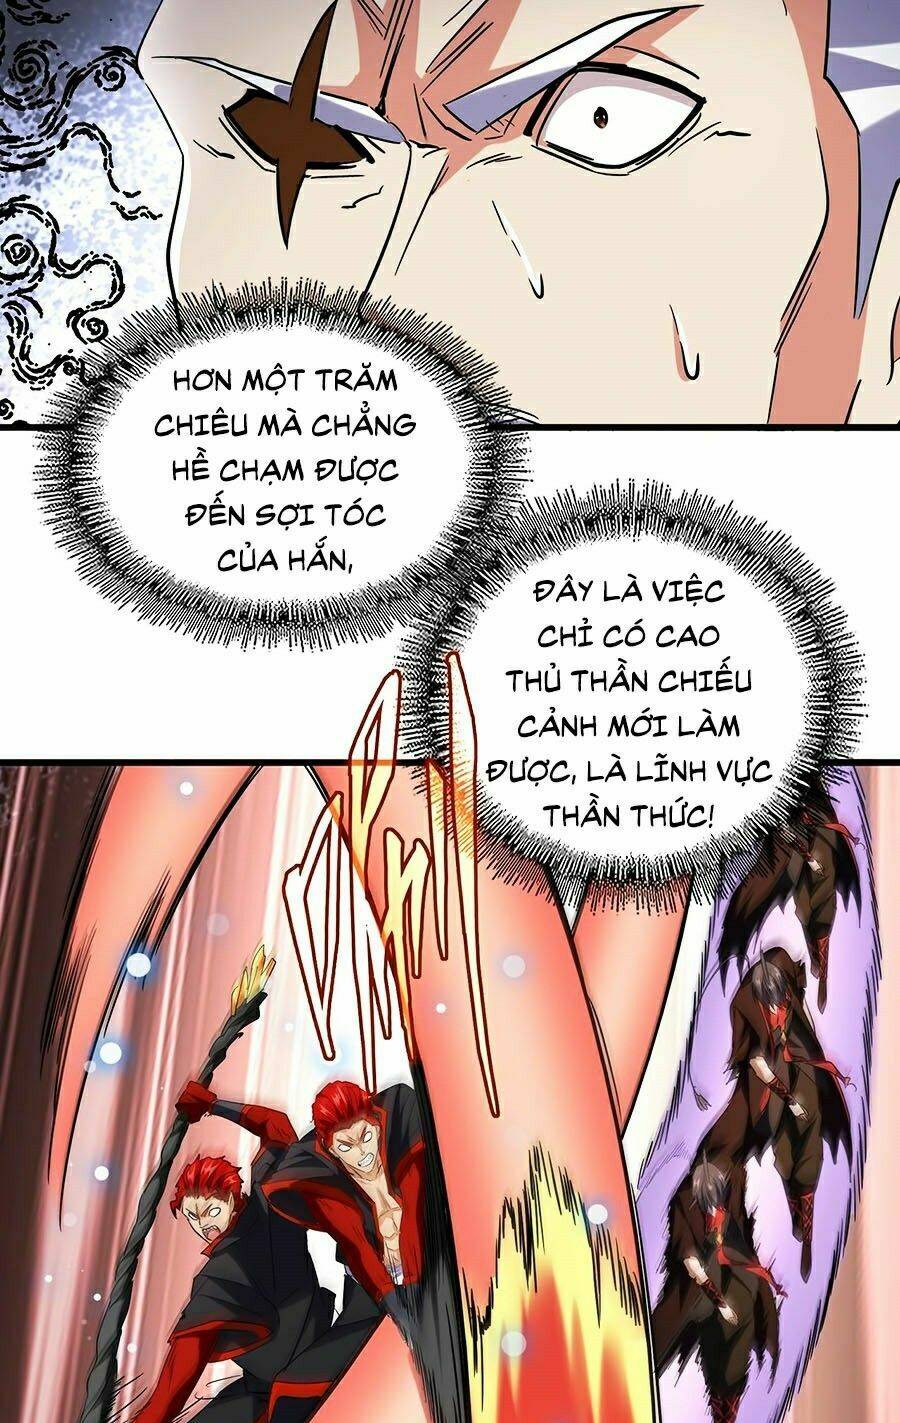 HƠN MỘT TRĂM
CHIÊU MÀ CHẲNG
HỀ CHẠM ĐƯỢC
ĐẾN SỢI TÓC
CỦA HẮN,
ĐÂY LÀ VIỆC
CHỈ CÓ CAO
THỦ THẦN CHIẾU
CẢNH MỚI LÀM
ĐƯỢC, LÀ LĨNH VỰC
THẦN THỨC!